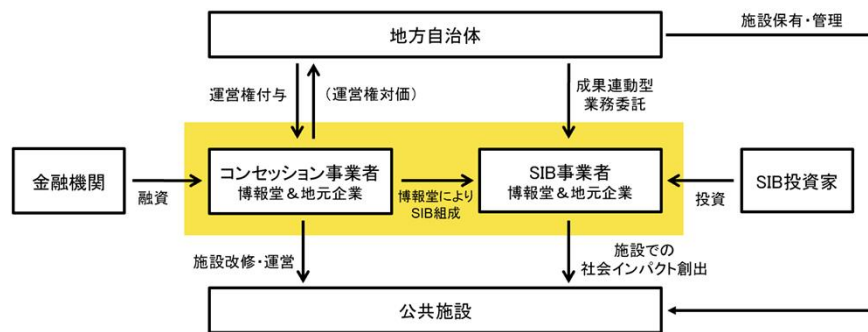 地方自治体
施設保有・管理
運営権付与
(運営権対価)
成果連動型
業務委託
金融機関
融資
コンセッション事業者
博報堂＆地元企業
博報堂により
SIB組成
SIB事業者
博報堂＆地元企業
投資
SIB投資家
施設改修・運営
施設での
社会インパクト創出
公共施設